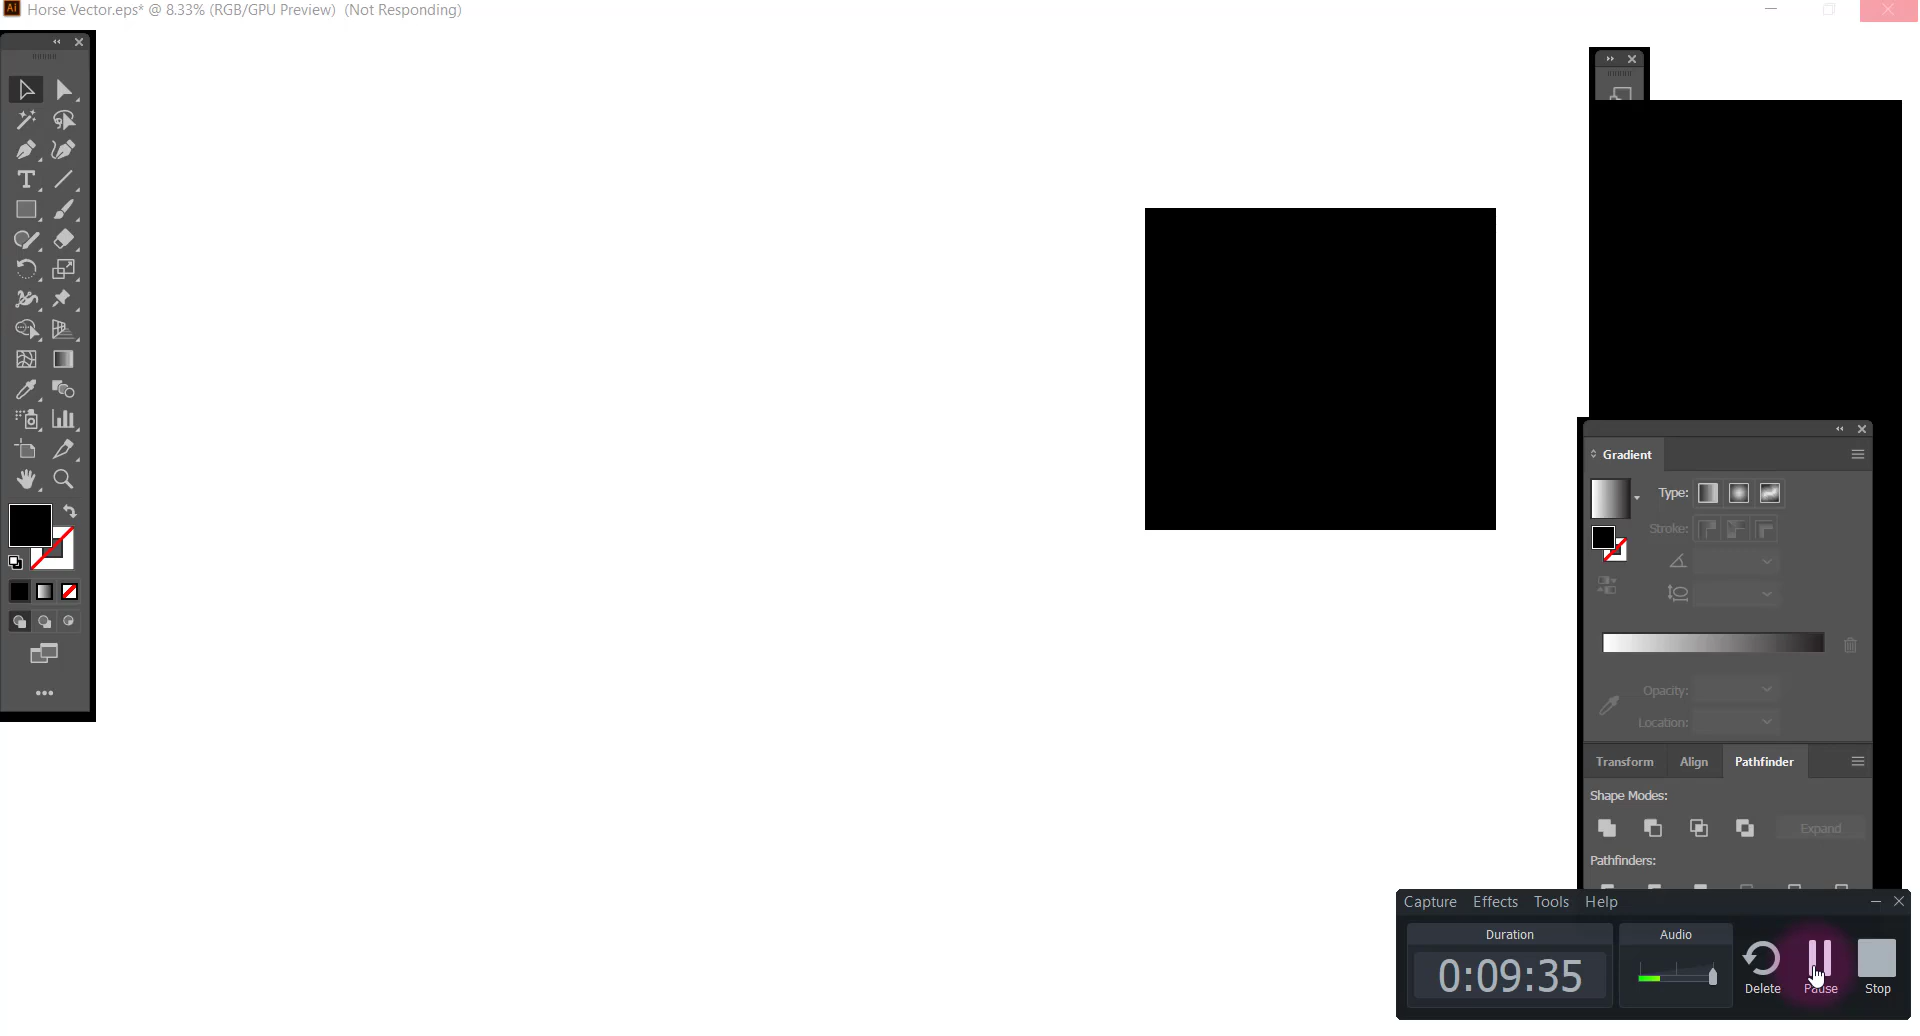 Ai Horse Vector.eps* @ 8.33% (RGB/GPU Preview) (Not Responding)
T
Gradient
Type:
Stroke:
Opacity:
Location:
Transform Align Pathfinder
Shape Modes:
Expand
Pathfinders:
Capture Effects Tools Help
Duration Audio
0:09:35
Delete Pause Stop